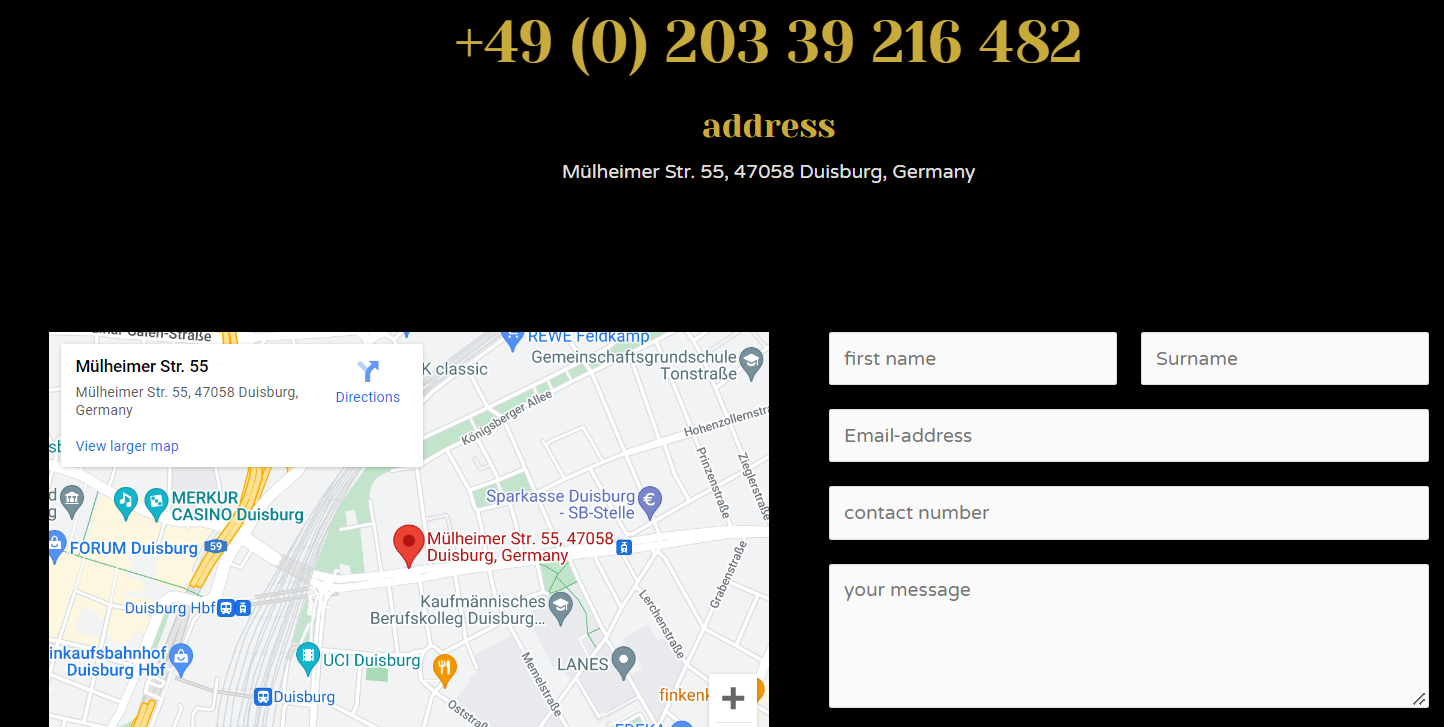 +49 (0) 203 39 216 482
address
Mülheimer Str. 55, 47058 Duisburg, Germany
REWE Feldkamp
Mülheimer Str. 55
Mülheimer Str. 55, 47058 Duisburg,
Germany
Directions
View larger map
K classic
Gemeinschaftsgrundschule
Tonstraße
Königsberger Allee
Hohenzollernstra
Prinzenstraße
Zieglerstraße
MERKUR
CASINO Duisburg
Sparkasse Duisburg
- SB-Stelle
FORUM Duisburg
59
Mülheimer Str. 55, 47058
Duisburg, Germany
Grabenstraße
Duisburg Hbf
Kaufmännisches
Berufskolleg Duisburg...
Lerchenstraße
inkaufsbahnhof
Duisburg Hbf
UCI Duisburg
Memelstraße
LANES
Duisburg
Oststraß
finkenk
EDEKA
first name
Surname
Email-address
contact number
your message